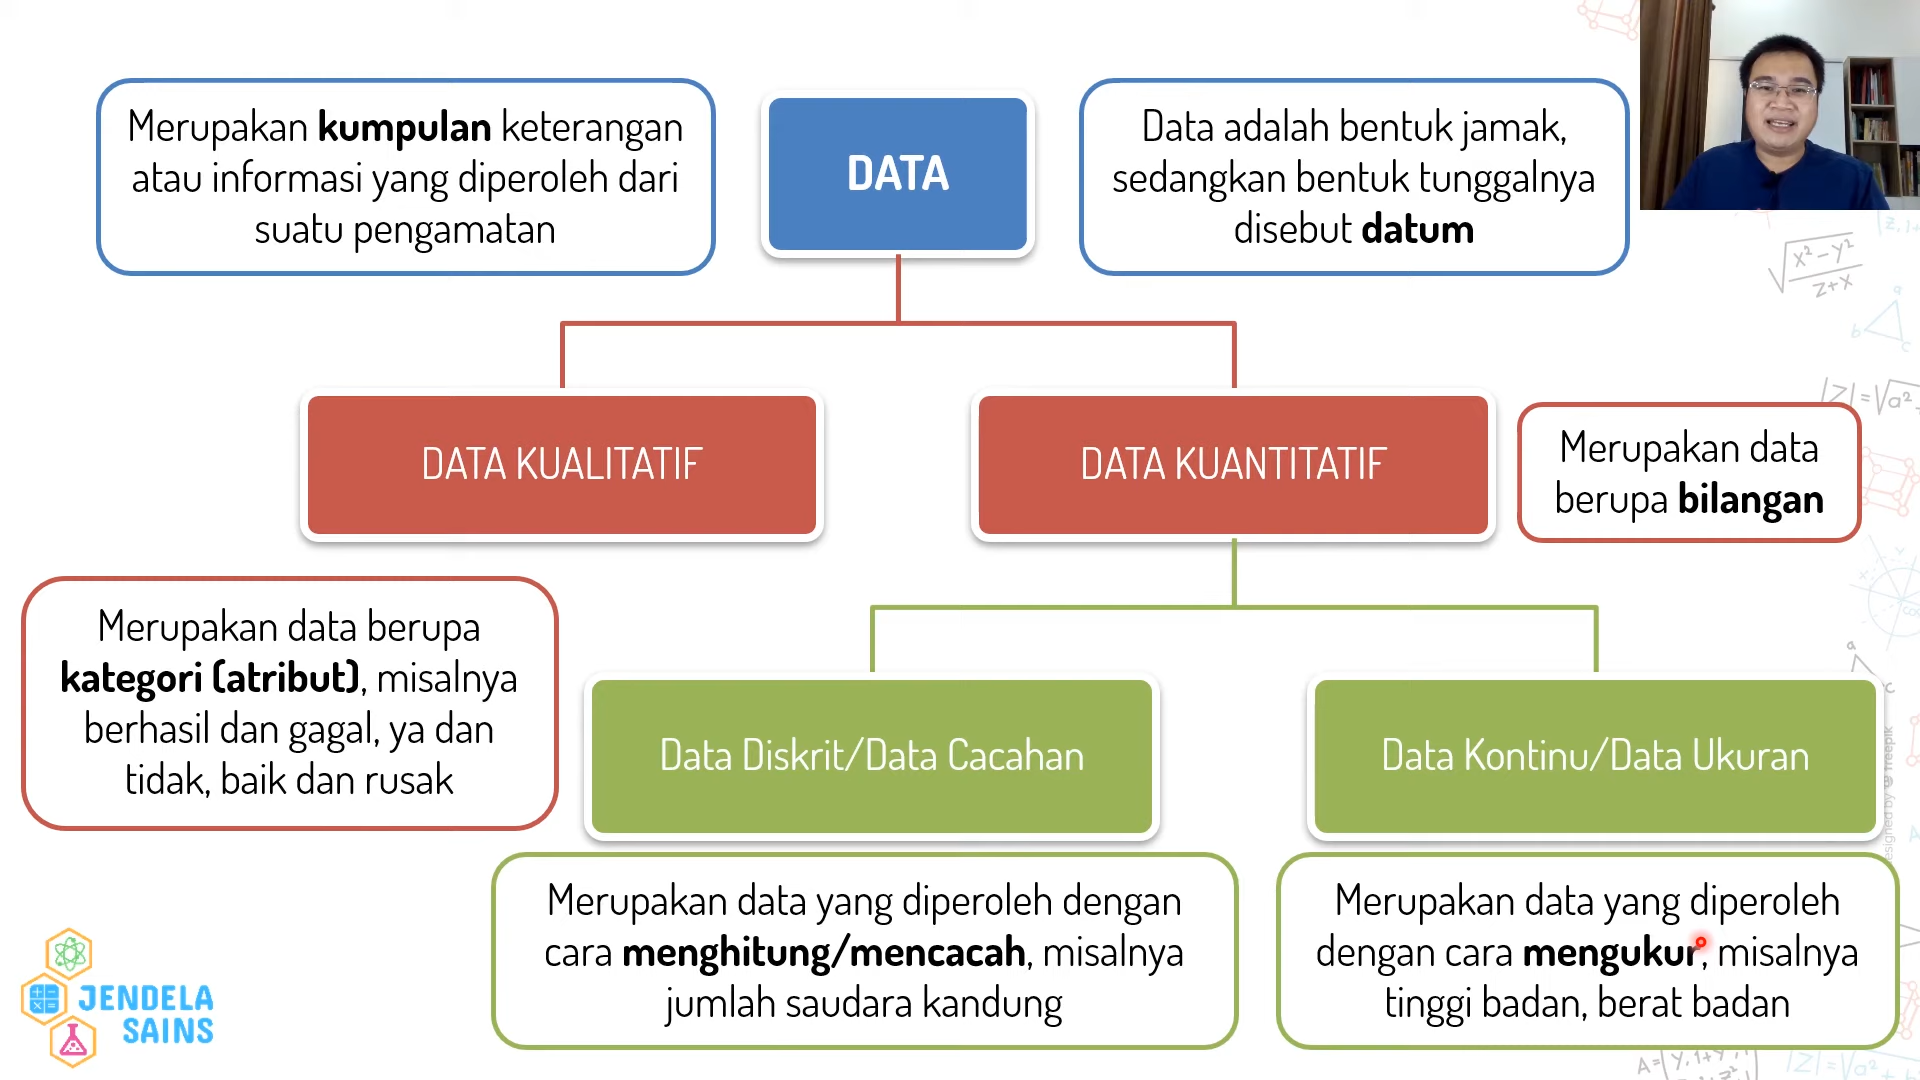 Merupakan kumpulan keterangan
atau informasi yang diperoleh dari
suatu pengamatan
DATA
Data adalah bentuk jamak,
sedangkan bentuk tunggalnya
disebut datum
DATA KUALITATIF
DATA KUANTITATIF
Merupakan data
berupa bilangan
Merupakan data berupa
kategori (atribut), misalnya
berhasil dan gagal, ya dan
tidak, baik dan rusak
Data Diskrit/Data Cacahan
Data Kontinu/Data Ukuran
Merupakan data yang diperoleh dengan
cara menghitung/mencacah, misalnya
jumlah saudara kandung
Merupakan data yang diperoleh
dengan cara mengukur, misalnya
tinggi badan, berat badan
JENDELA
SAINS